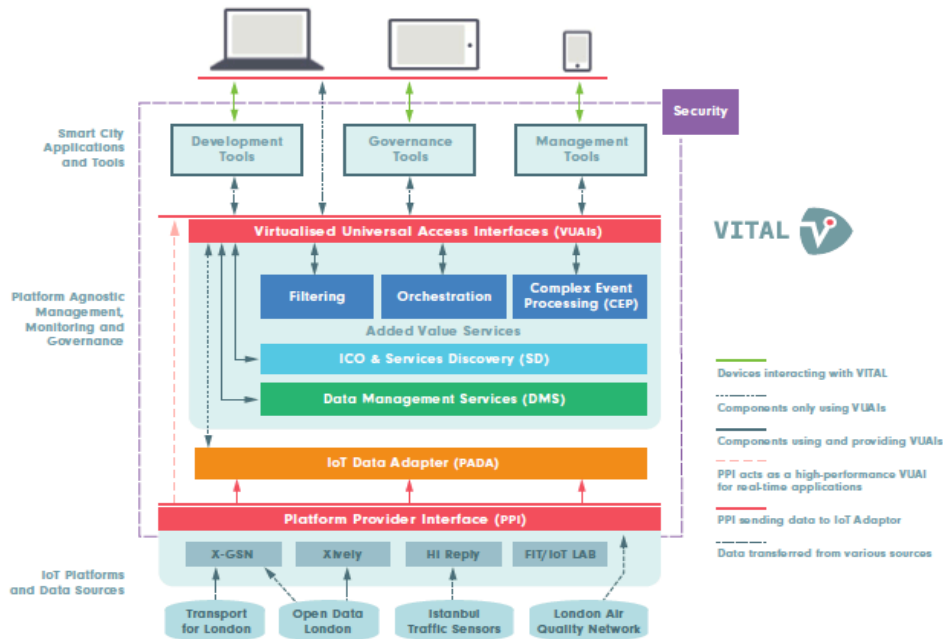 Security
Smart City
Applications
and Tools
Development
Tools
Governance
Tools
Management
Tools
Virtualised Universal Access Interfaces (VUAIs)
VITAL
Platform Agnostic
Management,
Monitoring and
Governance
Filtering
Orchestration
Complex Event
Processing (CEP)
Added Value Services
ICO & Services Discovery (SD)
Data Management Services (DMS)
IoT Data Adapter (PADA)
Platform Provider Interface (PPI)
X-GSN
Xively
Hi Reply
FIT/IoT LAB
IoT Platforms
and Data Sources
Transport
for London
Open Data
London
Istanbul
Traffic Sensors
London Air
Quality Network
Devices interacting with VITAL
Components only using VUAIs
Components using and providing VUAIs
PPI acts as a high-performance VUAI
for real-time applications
PPI sending data to IoT Adaptor
Data transferred from various sources